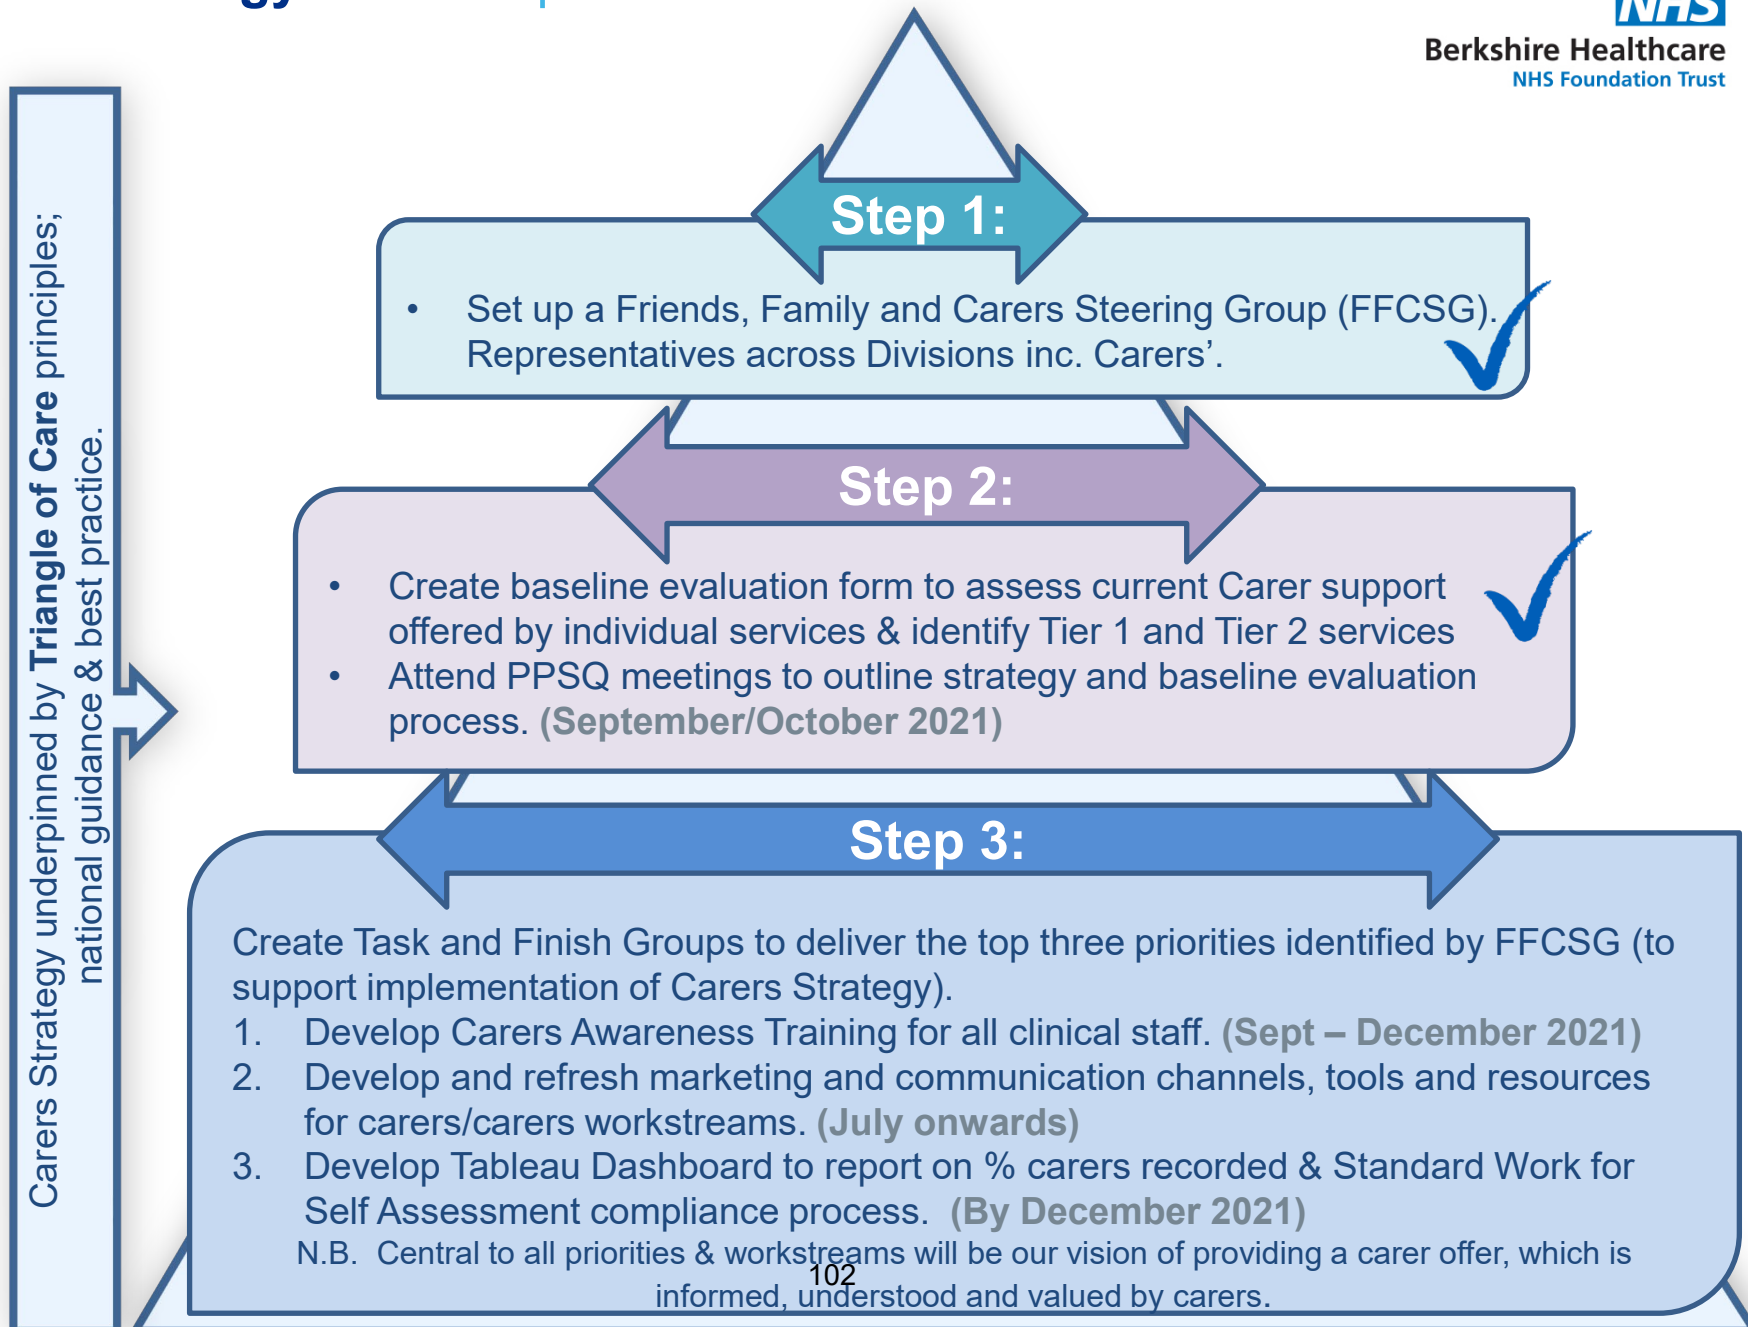 NHS
Berkshire Healthcare
NHS Foundation Trust
Carers Strategy underpinned by Triangle of Care principles;
national guidance & best practice.
Step 1:
• Set up a Friends, Family and Carers Steering Group (FFCSG).
Representatives across Divisions inc. Carers’.
Step 2:
• Create baseline evaluation form to assess current Carer support
offered by individual services & identify Tier 1 and Tier 2 services
• Attend PPSQ meetings to outline strategy and baseline evaluation
process. (September/October 2021)
Step 3:
Create Task and Finish Groups to deliver the top three priorities identified by FFCSG (to
support implementation of Carers Strategy).
1. Develop Carers Awareness Training for all clinical staff. (Sept – December 2021)
2. Develop and refresh marketing and communication channels, tools and resources
for carers/carers workstreams. (July onwards)
3. Develop Tableau Dashboard to report on % carers recorded & Standard Work for
Self Assessment compliance process. (By December 2021)
N.B. Central to all priorities & workstreams will be our vision of providing a carer offer, which is
informed, understood and valued by carers.
102